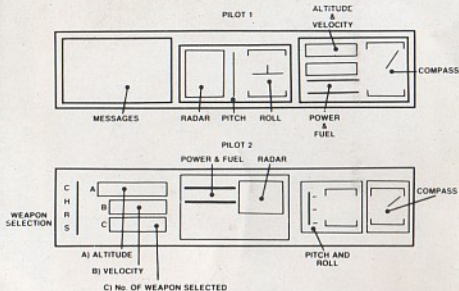 PILOT 1
ALTITUDE
&
VELOCITY
COMPASS
MESSAGES
RADAR
PITCH
ROLL
POWER
&
FUEL
PILOT 2
POWER & FUEL
RADAR
COMPASS
WEAPON
SELECTION
C
H
R
S
A
B
C
A) ALTITUDE
B) VELOCITY
C) No. OF WEAPON SELECTED
PITCH AND
ROLL